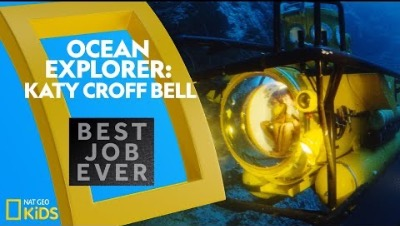 OCEAN
EXPLORER:
KATY CROFF BELL
BEST
JOB
EVER
NAT GEO
KiDS